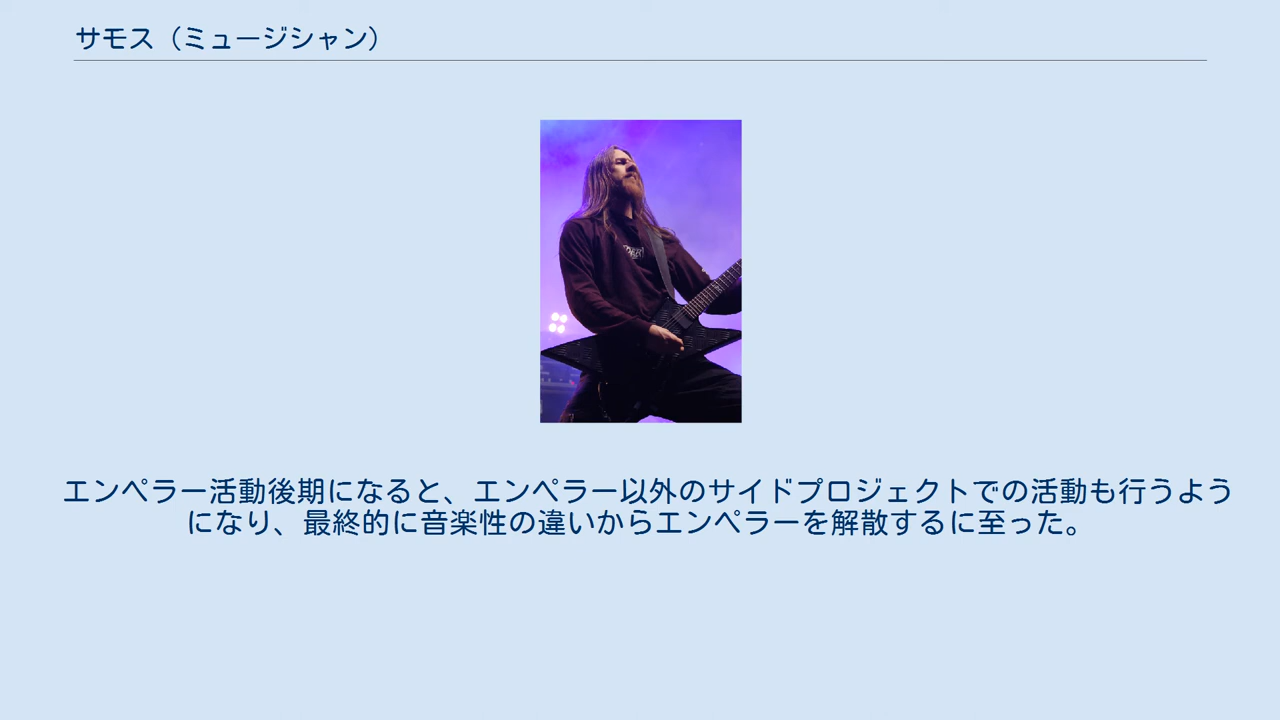 サモス（ミュージシャン）
エンペラー活動後期になると、エンペラー以外のサイドプロジェクトでの活動も行うよう
になり、最終的に音楽性の違いからエンペラーを解散するに至った。